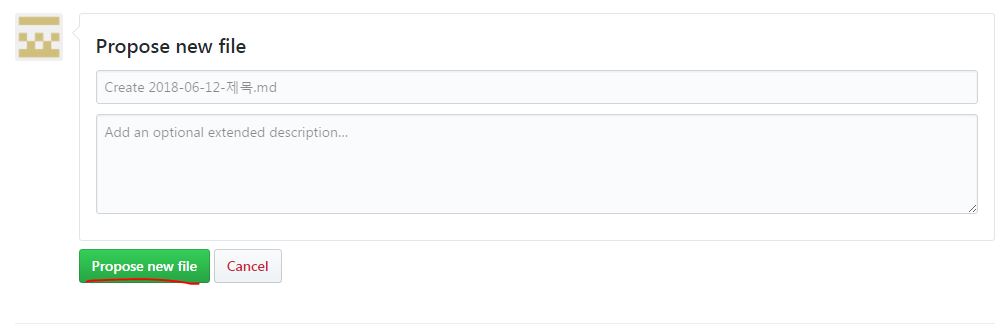 Propose new file
Create 2018-06-12-제목.md
Add an optional extended description...
Propose new file
Cancel